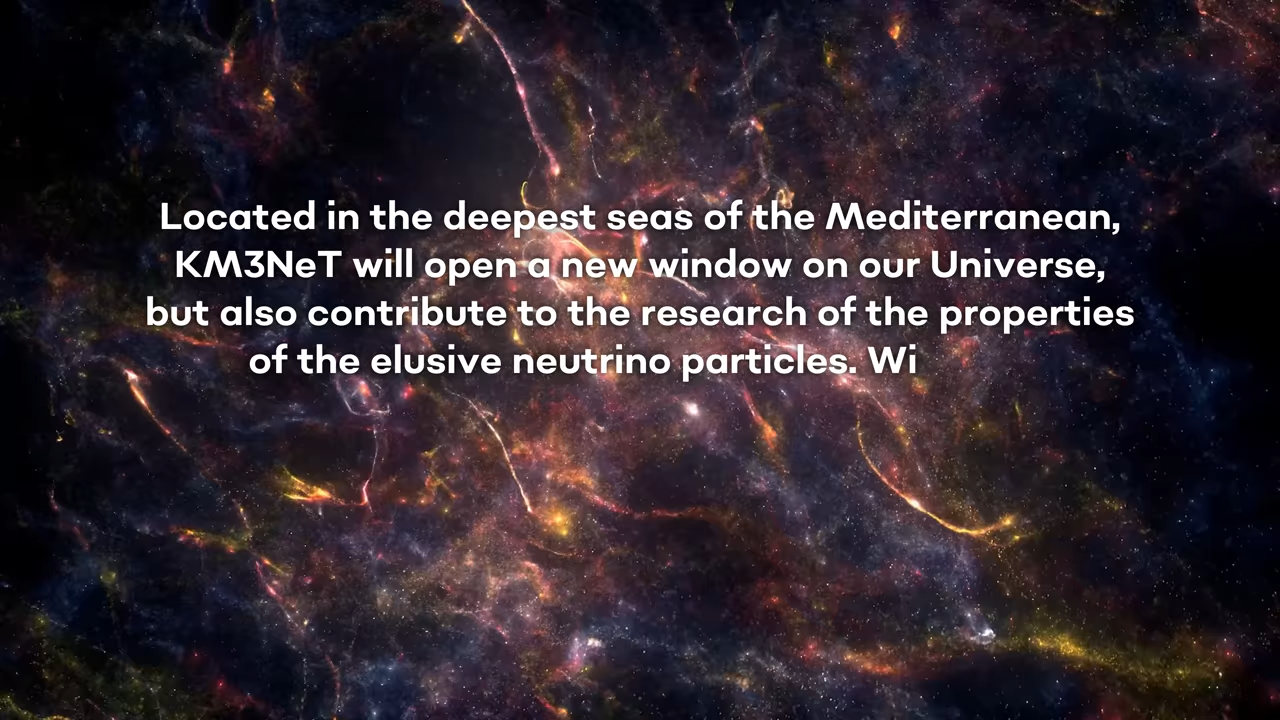 Located in the deepest seas of the Mediterranean,
KM3NeT will open a new window on our Universe,
but also contribute to the research of the properties
of the elusive neutrino particles. Wi